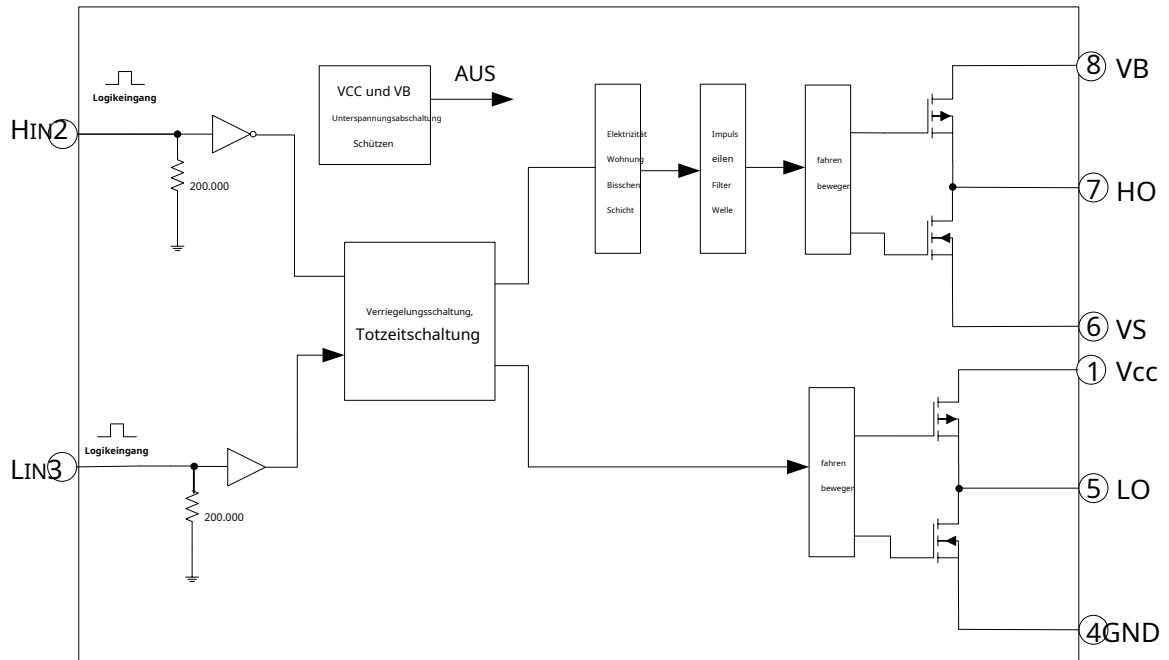 Logikeingang
HIN2
200.000
VCC und VB
Unterspannungsabschaltung
Schützen
AUS
Elektrizität
Wohnung
Bisschen
Schicht
Impuls
eilen
Filter
Welle
fahren
beweger
8 VB
7 HO
6 VS
Verriegelungsschaltung,
Totzeitschaltung
1 Vcc
Logikeingang
LIN3
200.000
fahren
beweger
5 LO
4GND